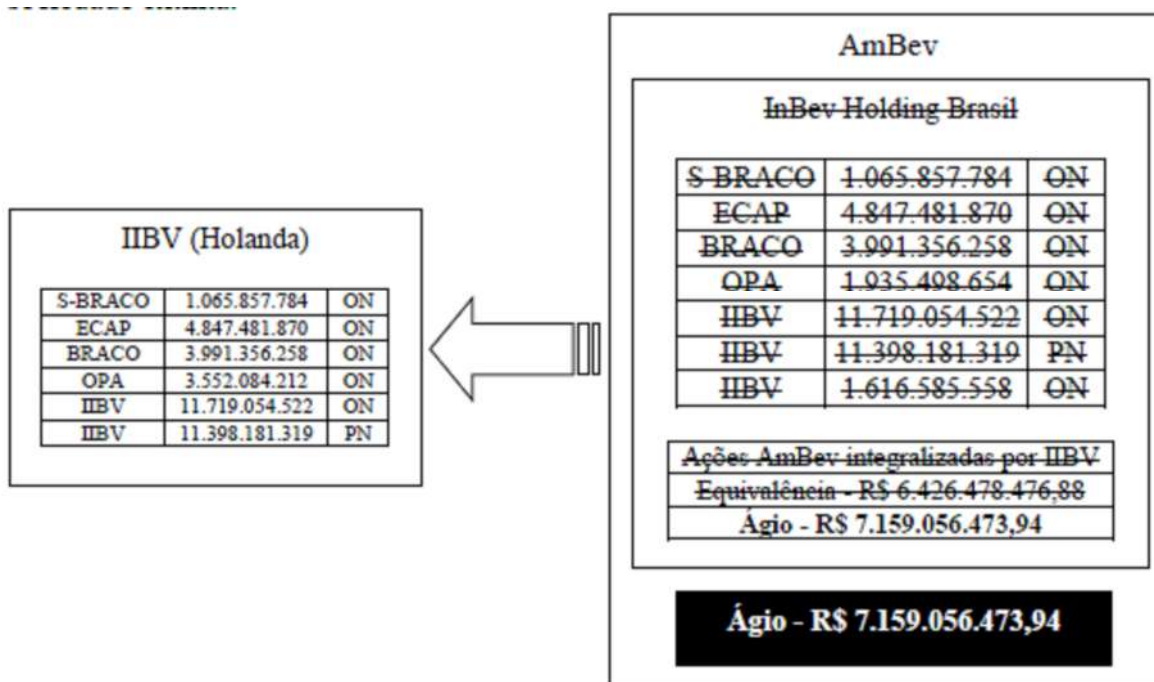 AmBev
InBev Holding Brasil
S-BRACO 1.065.857.784 ON
ECAP 4.847.481.870 ON
BRACO 3.991.356.258 ON
OPA 1.935.498.654 ON
IIBV 11.719.054.522 ON
IIBV 11.398.181.319 PN
IIBV 1.616.585.558 ON
Ações AmBev integralizadas por IIBV
Equivalência - R$ 6.426.478.476,88
Ágio - R$ 7.159.056.473,94
Ágio - R$ 7.159.056.473,94
IIBV (Holanda)
S-BRACO 1.065.857.784 ON
ECAP 4.847.481.870 ON
BRACO 3.991.356.258 ON
OPA 3.552.084.212 ON
IIBV 11.719.054.522 ON
IIBV 11.398.181.319 PN